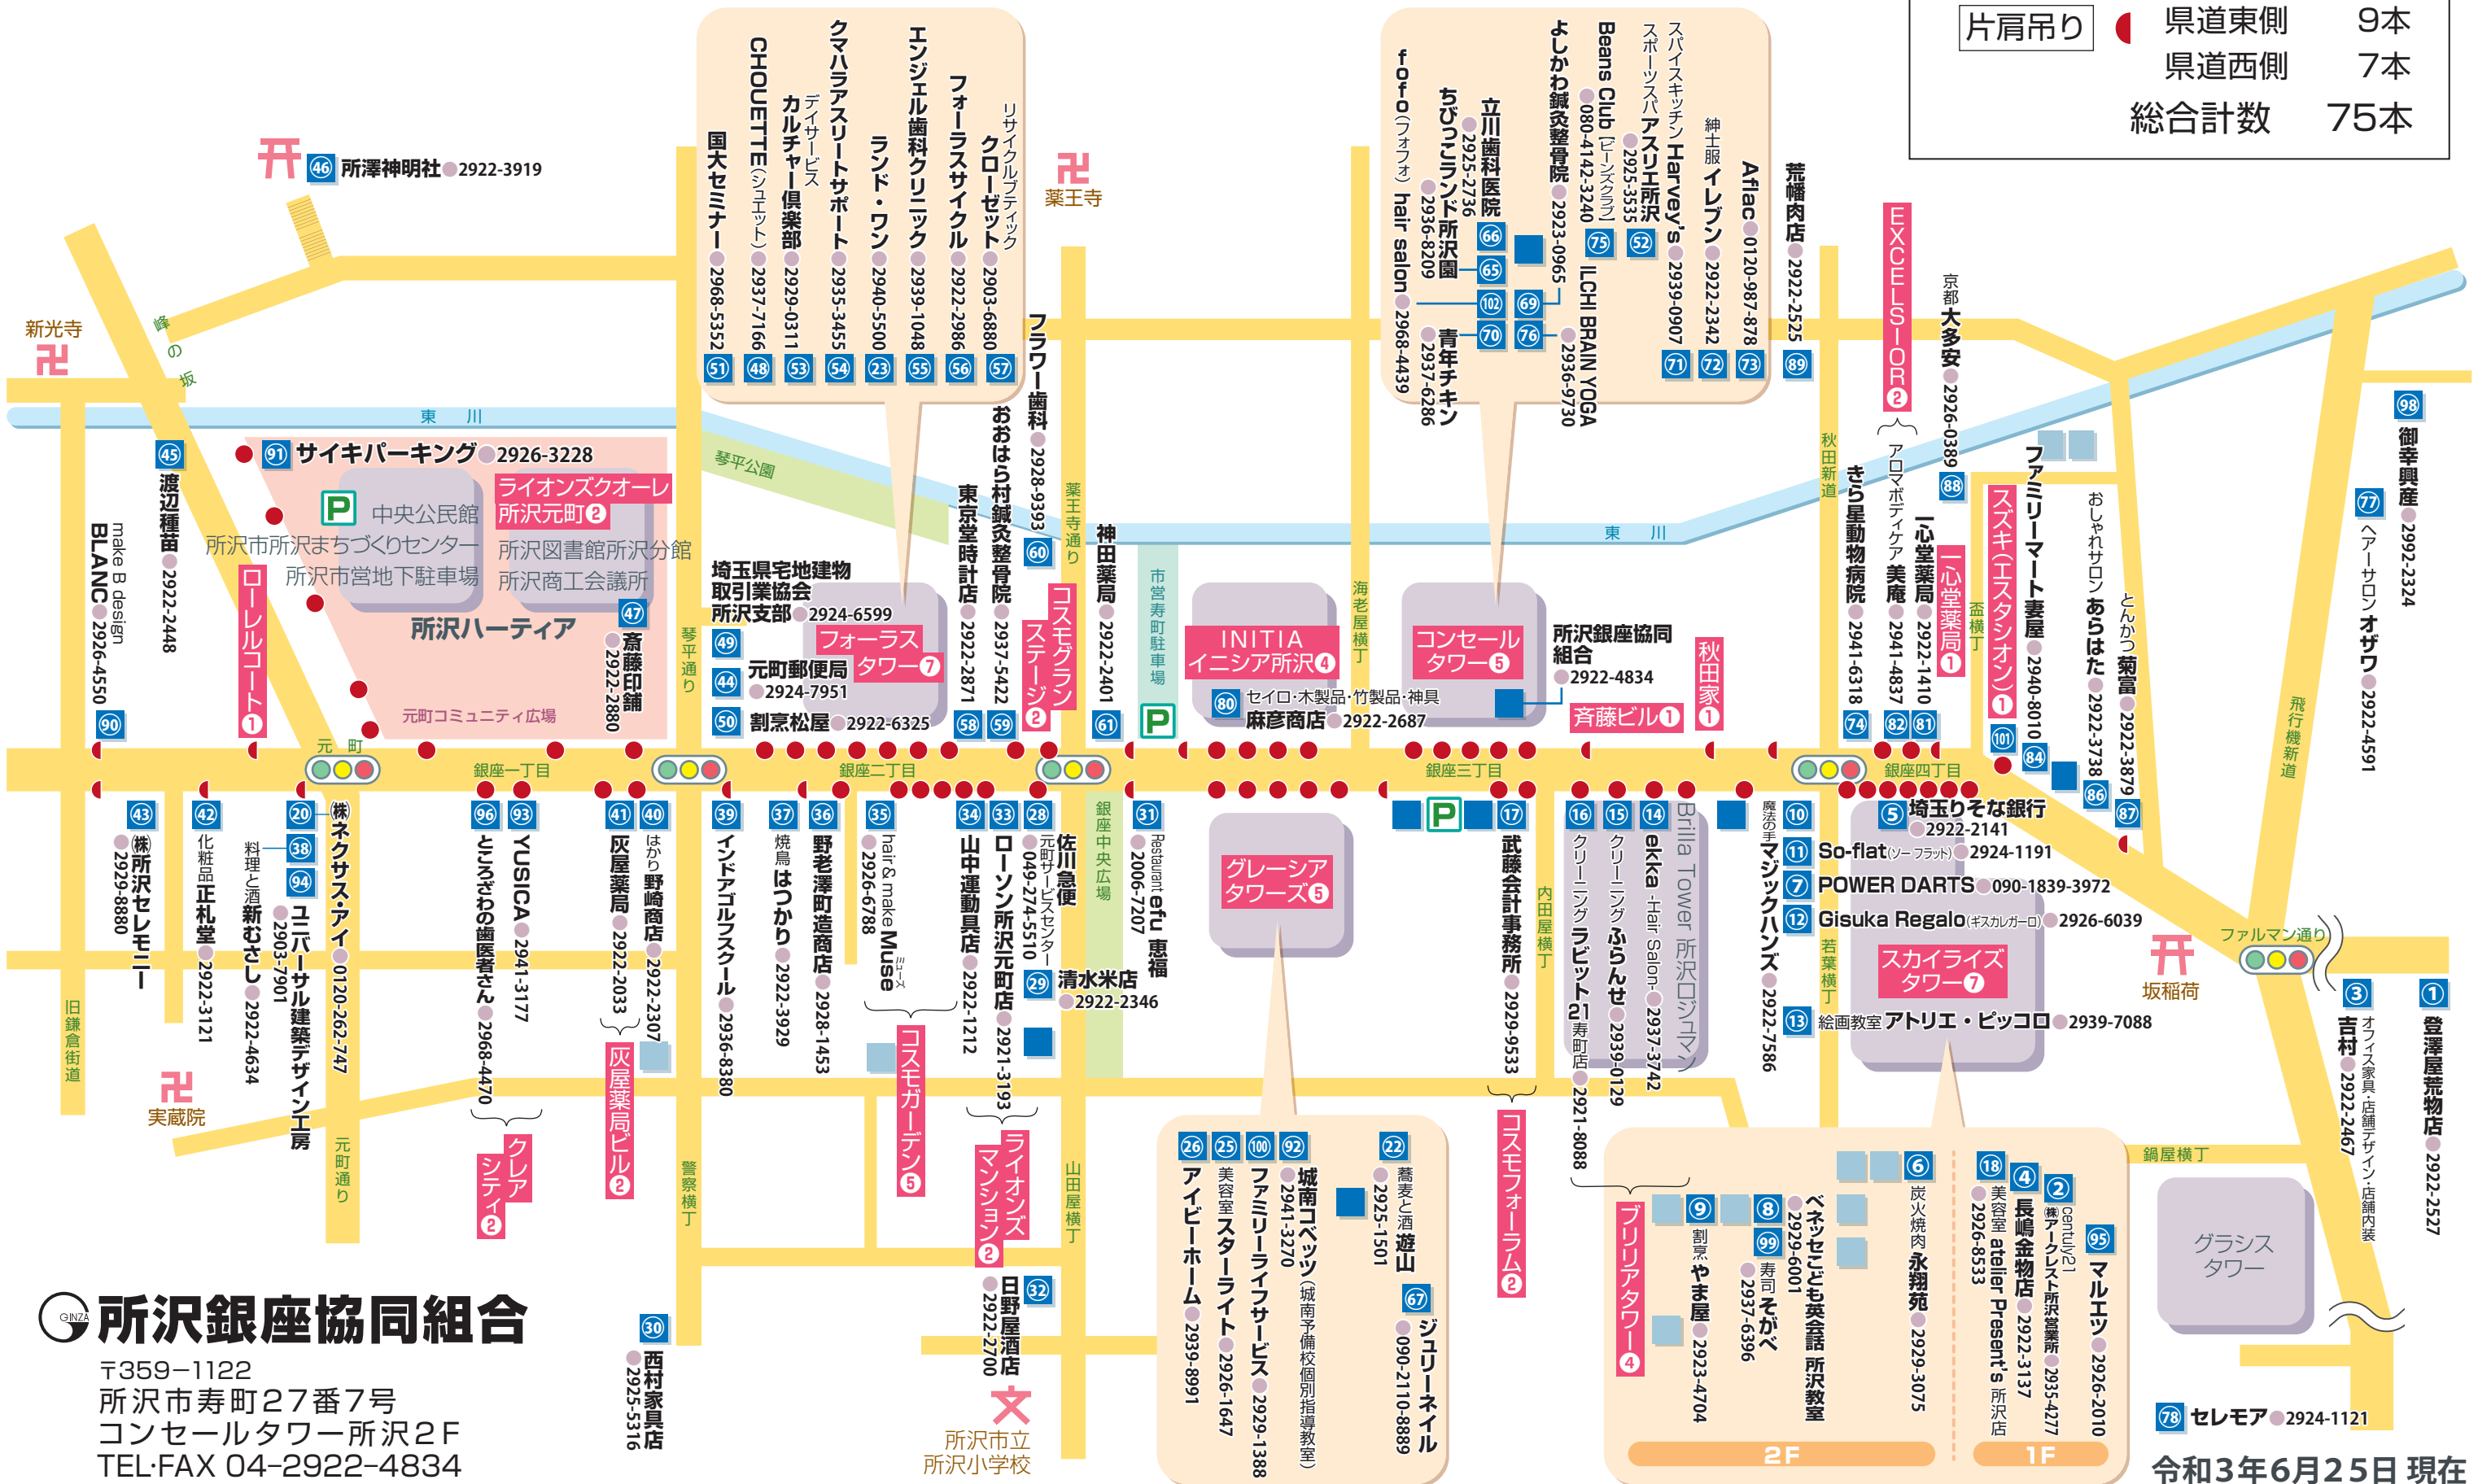 片肩吊り 県道東側 9本
県道西側 7本
総合計数 75本
46 所澤神明社 2922-3919
新光寺
峰の坂
薬王寺
国大セミナー 2968-5352 51
CHOUETTE(シュエット) 2937-7166 48
デイサービス
カルチャー倶楽部 2929-0311 53
クマハラアスリートサポート 2935-3455 54
ランド・ワン 2940-5500 23
エンジェル歯科クリニック 2939-1048 55
フォーラスサイクル 2922-2986 56
リサイクルブティック
クローゼット 2903-6880 57
フラワー歯科 2928-9393 60
fofo(フォフォ) hair salon 2968-4439 102
ちびっこランド所沢園 2936-8209 65
立川歯科医院 2925-2736 66
青年チキン 2937-6286 70
よしかわ鍼灸整骨院 2923-0965 69
Beans Club [ビーンズクラブ] 080-4142-3240 75
ILCHI BRAIN YOGA 2936-9730 76
スポーツスパ アスリエ所沢 2925-3535 52
スパイスキッチン Harvey's 2939-0907 71
紳士服 イレブン 2922-2342 72
Aflac 0120-987-878 73
荒幡肉店 2922-2525 89
EXCELSIOR 2
京都 大多安 2926-0389 88
東川
琴平公園
45 渡辺種苗 2922-2448
91 サイキパーキング 2926-3228
P 中央公民館
所沢市所沢まちづくりセンター
所沢市営地下駐車場
ライオンズクオーレ
所沢元町 2
所沢図書館所沢分館
所沢商工会議所
所沢ハーティア
元町コミュニティ広場
make B design
BLANC 2926-4550 90
ローレルコート 1
47 斎藤印舗 2922-2880
琴平通り
埼玉県宅地建物
取引業協会
所沢支部 2924-6599
49
44 元町郵便局
2924-7951
50 割烹松屋 2922-6325
フォーラス
タワー 7
東京堂時計店 2922-2871 58
おおはら村鍼灸整骨院 2937-5422 59
コスモグラン
ステージ 2
薬王寺通り
神田薬局 2922-2401 61
市営寿町駐車場
P
INITIA
イニシア所沢 4
80 セイロ・木製品・竹製品・神具
麻彦商店 2922-2687
海老屋横丁
コンセール
タワー 5
所沢銀座協同
組合
2922-4834
東川
斉藤ビル 1
秋田家 1
秋田新道
きら星動物病院 2941-6318 74
アロマボディケア 美庵 2941-4837 82
一心堂薬局 2922-1410 81
一心堂薬局 1
盃横丁
スズキ(エスタシオン) 1
101
ファミリーマート妻屋 2940-8010 84
おしゃれサロン あらはた 2922-3738 86
とんかつ 菊富 2922-3879 87
98 御幸興産 2992-2324
77 ヘアーサロン オザワ 2922-4591
飛行機新道
元町
銀座一丁目
銀座二丁目
銀座三丁目
銀座四丁目
43 ㈱所沢セレモニー 2929-8880
42 化粧品 正札堂 2922-3121
20 ㈱ネクサス・アイ 0120-262-747
38 料理と酒 新むさし 2922-4634
94 ユニバーサル建築デザイン工房 2903-7901
旧鎌倉街道
実蔵院
元町通り
96 ところざわの歯医者さん 2968-4470
93 YUSICA 2941-3177
クレア
シティ 2
41 灰屋薬局 2922-2033
40 はかり 野崎商店 2922-2307
灰屋薬局ビル 2
39 インドアゴルフスクール 2936-8380
警察横丁
37 焼鳥 はつかり 2922-3929
36 野老澤町造商店 2928-1453
35 hair & make Muse ミューズ 2926-6788
コスモガーデン 5
34 山中運動具店 2922-1212
33 ローソン所沢元町店 2921-3193
ライオンズ
マンション 2
28 佐川急便
元町サービスセンター
049-274-5510
29 清水米店
2922-2346
銀座中央広場
31 Restaurant efu 恵福 2006-7207
山田屋横丁
32 日野屋酒店 2922-2700
30 西村家具店 2925-5316
所沢市立
所沢小学校
グレーシア
タワーズ 5
P
17 武藤会計事務所 2929-9533
コスモフォーラム 2
内田屋横丁
16 クリーニング ラビット21 寿町店 2921-8088
15 クリーニング ふらんせ 2939-0129
14 ekka -Hair Salon- 2937-3742
Brillia Tower 所沢ロジュマン
ブリリアタワー 4
10 魔法の手 マジックハンズ 2922-7586
5 埼玉りそな銀行
2922-2141
11 So-flat(ソーフラット) 2924-1191
7 POWER DARTS 090-1839-3972
12 Gisuka Regalo(ギスカレガーロ) 2926-6039
若葉横丁
スカイライズ
タワー 7
13 絵画教室 アトリエ・ピッコロ 2939-7088
坂稲荷
ファルマン通り
3 オフィス家具・店舗デザイン・店舗内装
吉村 2922-2467
1 登澤屋荒物店 2922-2527
26 アイビーホーム 2939-8991
25 美容室 スターライト 2926-1647
100 ファミリーライフサービス 2929-1388
92 城南コベッツ(城南予備校個別指導教室) 2941-3270
22 蕎麦と酒 遊山 2925-1501
67 ジュリーネイル 090-2110-8889
9 割烹 やま屋 2923-4704
8 ベネッセこども英会話 所沢教室 2929-6001
99 寿司 そがべ 2937-6396
6 炭火焼肉 永翔苑 2929-3075
2F
18 美容室 atelier Present's 所沢店 2926-8533
4 長嶋金物店 2922-3137
2 Centuly21
㈱アークレスト所沢営業所 2935-4277
95 マルエツ 2926-2010
1F
鍋屋横丁
グラシス
タワー
78 セレモア 2924-1121
令和3年6月25日 現在
GINZA 所沢銀座協同組合
〒359-1122
所沢市寿町27番7号
コンセールタワー所沢2F
TEL・FAX 04-2922-4834